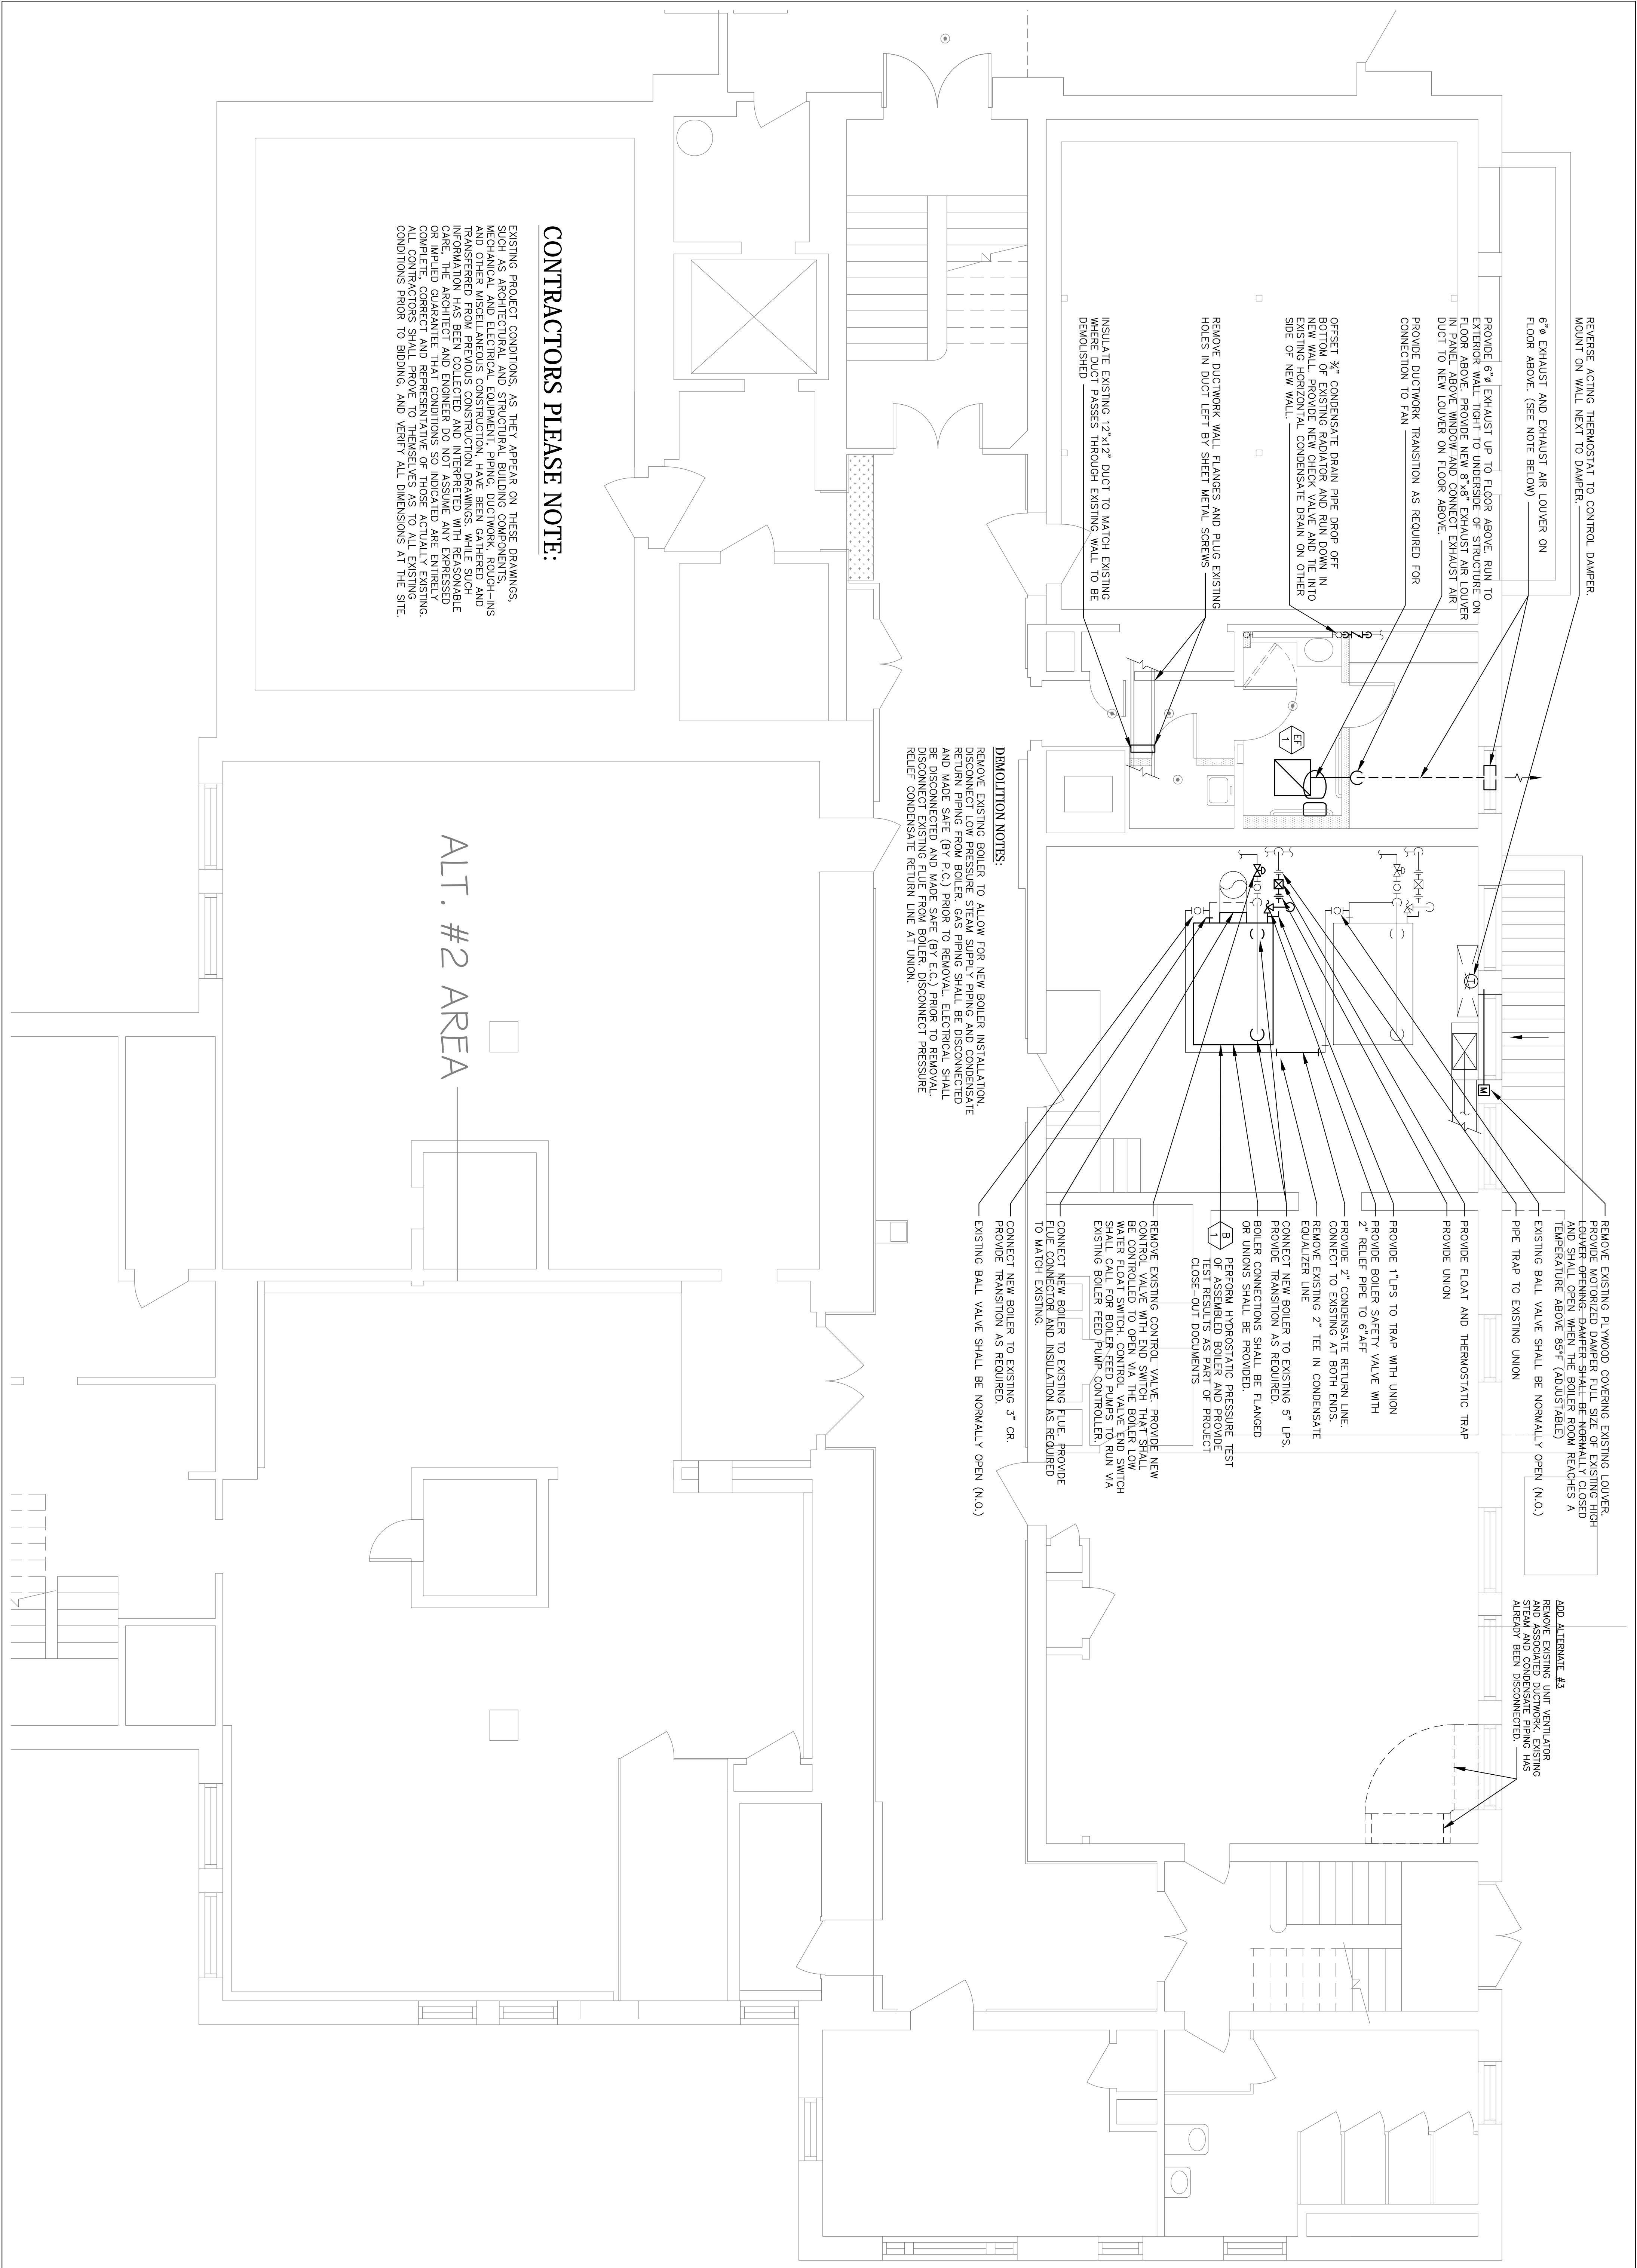 REVERSE ACTING THERMOSTAT TO CONTROL DAMPER.
MOUNT ON WALL NEXT TO DAMPER.
6"ø EXHAUST AND EXHAUST AIR LOUVER ON
FLOOR ABOVE. (SEE NOTE BELOW)
PROVIDE 6"ø EXHAUST UP TO FLOOR ABOVE. RUN TO
EXTERIOR WALL TIGHT TO UNDERSIDE OF STRUCTURE ON
FLOOR ABOVE. PROVIDE NEW 8"x8" EXHAUST AIR LOUVER
IN PANEL ABOVE WINDOW AND CONNECT EXHAUST AIR
DUCT TO NEW LOUVER ON FLOOR ABOVE.
PROVIDE DUCTWORK TRANSITION AS REQUIRED FOR
CONNECTION TO FAN
OFFSET ¾" CONDENSATE DRAIN PIPE DROP OFF
BOTTOM OF EXISTING RADIATOR AND RUN DOWN IN
NEW WALL. PROVIDE NEW CHECK VALVE AND TIE INTO
EXISTING HORIZONTAL CONDENSATE DRAIN ON OTHER
SIDE OF NEW WALL.
REMOVE DUCTWORK WALL FLANGES AND PLUG EXISTING
HOLES IN DUCT LEFT BY SHEET METAL SCREWS
INSULATE EXISTING 12"x12" DUCT TO MATCH EXISTING
WHERE DUCT PASSES THROUGH EXISTING WALL TO BE
DEMOLISHED
EF
1
T
M
REMOVE EXISTING PLYWOOD COVERING EXISTING LOUVER.
PROVIDE MOTORIZED DAMPER FULL SIZE OF EXISTING HIGH
LOUVER OPENING. DAMPER SHALL BE NORMALLY CLOSED
AND SHALL OPEN WHEN THE BOILER ROOM REACHES A
TEMPERATURE ABOVE 85°F (ADJUSTABLE)
EXISTING BALL VALVE SHALL BE NORMALLY OPEN (N.O.)
PIPE TRAP TO EXISTING UNION
PROVIDE FLOAT AND THERMOSTATIC TRAP
PROVIDE UNION
PROVIDE 1"LPS TO TRAP WITH UNION
PROVIDE BOILER SAFETY VALVE WITH
2" RELIEF PIPE TO 6"AFF
PROVIDE 2" CONDENSATE RETURN LINE.
CONNECT TO EXISTING AT BOTH ENDS.
REMOVE EXISTING 2" TEE IN CONDENSATE
EQUALIZER LINE
CONNECT NEW BOILER TO EXISTING 5" LPS.
PROVIDE TRANSITION AS REQUIRED.
BOILER CONNECTIONS SHALL BE FLANGED
OR UNIONS SHALL BE PROVIDED.
B
1
PERFORM HYDROSTATIC PRESSURE TEST
OF ASSEMBLED BOILER AND PROVIDE
TEST RESULTS AS PART OF PROJECT
CLOSE-OUT DOCUMENTS
REMOVE EXISTING CONTROL VALVE. PROVIDE NEW
CONTROL VALVE WITH END SWITCH THAT SHALL
BE CONTROLLED TO OPEN VIA THE BOILER LOW
WATER FLOAT SWITCH. CONTROL VALVE END SWITCH
SHALL CALL FOR BOILER FEED PUMPS TO RUN VIA
EXISTING BOILER FEED PUMP CONTROLLER.
CONNECT NEW BOILER TO EXISTING FLUE. PROVIDE
FLUE CONNECTOR AND INSULATION AS REQUIRED
TO MATCH EXISTING.
CONNECT NEW BOILER TO EXISTING 3" CR.
PROVIDE TRANSITION AS REQUIRED.
EXISTING BALL VALVE SHALL BE NORMALLY OPEN (N.O.)
ADD ALTERNATE #3
REMOVE EXISTING UNIT VENTILATOR
AND ASSOCIATED DUCTWORK. EXISTING
STEAM AND CONDENSATE PIPING HAS
ALREADY BEEN DISCONNECTED.
DEMOLITION NOTES:
REMOVE EXISTING BOILER TO ALLOW FOR NEW BOILER INSTALLATION.
DISCONNECT LOW PRESSURE STEAM SUPPLY PIPING AND CONDENSATE
RETURN PIPING FROM BOILER. GAS PIPING SHALL BE DISCONNECTED
AND MADE SAFE (BY P.C.) PRIOR TO REMOVAL. ELECTRICAL SHALL
BE DISCONNECTED AND MADE SAFE (BY E.C.) PRIOR TO REMOVAL.
DISCONNECT EXISTING FLUE FROM BOILER. DISCONNECT PRESSURE
RELIEF CONDENSATE RETURN LINE AT UNION.
CONTRACTORS PLEASE NOTE:
EXISTING PROJECT CONDITIONS, AS THEY APPEAR ON THESE DRAWINGS,
SUCH AS ARCHITECTURAL AND STRUCTURAL BUILDING COMPONENTS,
MECHANICAL AND ELECTRICAL EQUIPMENT, PIPING, DUCTWORK, ROUGH-INS
AND OTHER MISCELLANEOUS CONSTRUCTION, HAVE BEEN GATHERED AND
TRANSFERRED FROM PREVIOUS CONSTRUCTION DRAWINGS. WHILE SUCH
INFORMATION HAS BEEN COLLECTED AND INTERPRETED WITH REASONABLE
CARE, THE ARCHITECT AND ENGINEER DO NOT ASSUME ANY EXPRESSED
OR IMPLIED GUARANTEE THAT CONDITIONS SO INDICATED ARE ENTIRELY
COMPLETE, CORRECT AND REPRESENTATIVE OF THOSE ACTUALLY EXISTING.
ALL CONTRACTORS SHALL PROVE TO THEMSELVES AS TO ALL EXISTING
CONDITIONS PRIOR TO BIDDING, AND VERIFY ALL DIMENSIONS AT THE SITE.
ALT. #2 AREA